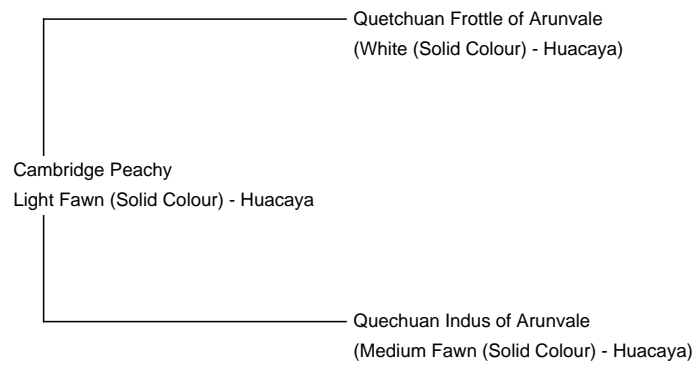 Quetchuan Frottle of Arunvale
(White (Solid Colour) - Huacaya)
Cambridge Peachy
Light Fawn (Solid Colour) - Huacaya
Quechuan Indus of Arunvale
(Medium Fawn (Solid Colour) - Huacaya)